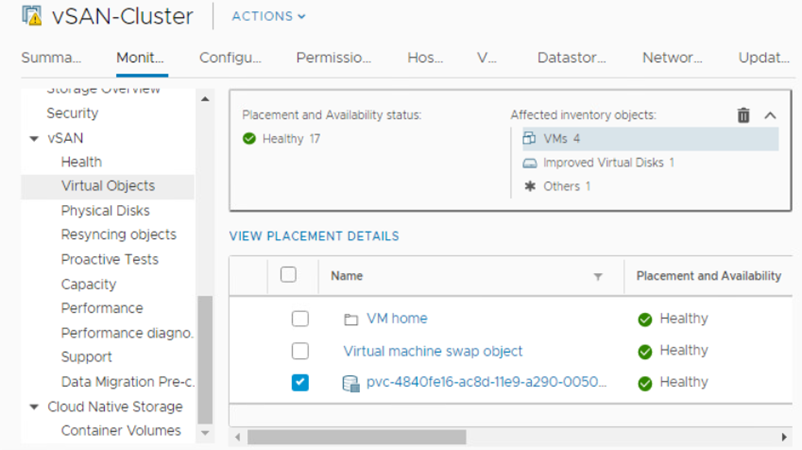 vSAN-Cluster
ACTIONS
Summa... Monit... Configu... Permissio... Hos... V... Datastor... Networ... Updat...
Storage Overview
Security
vSAN
Health
Virtual Objects
Physical Disks
Resyncing objects
Proactive Tests
Capacity
Performance
Performance diagno.
Support
Data Migration Pre-c.
Cloud Native Storage
Container Volumes
Placement and Availability status:
Healthy 17
Affected inventory objects:
VMs 4
Improved Virtual Disks 1
Others 1
VIEW PLACEMENT DETAILS
Name Placement and Availability
VM home Healthy
Virtual machine swap object Healthy
pvc-4840fe16-ac8d-11e9-a290-0050... Healthy